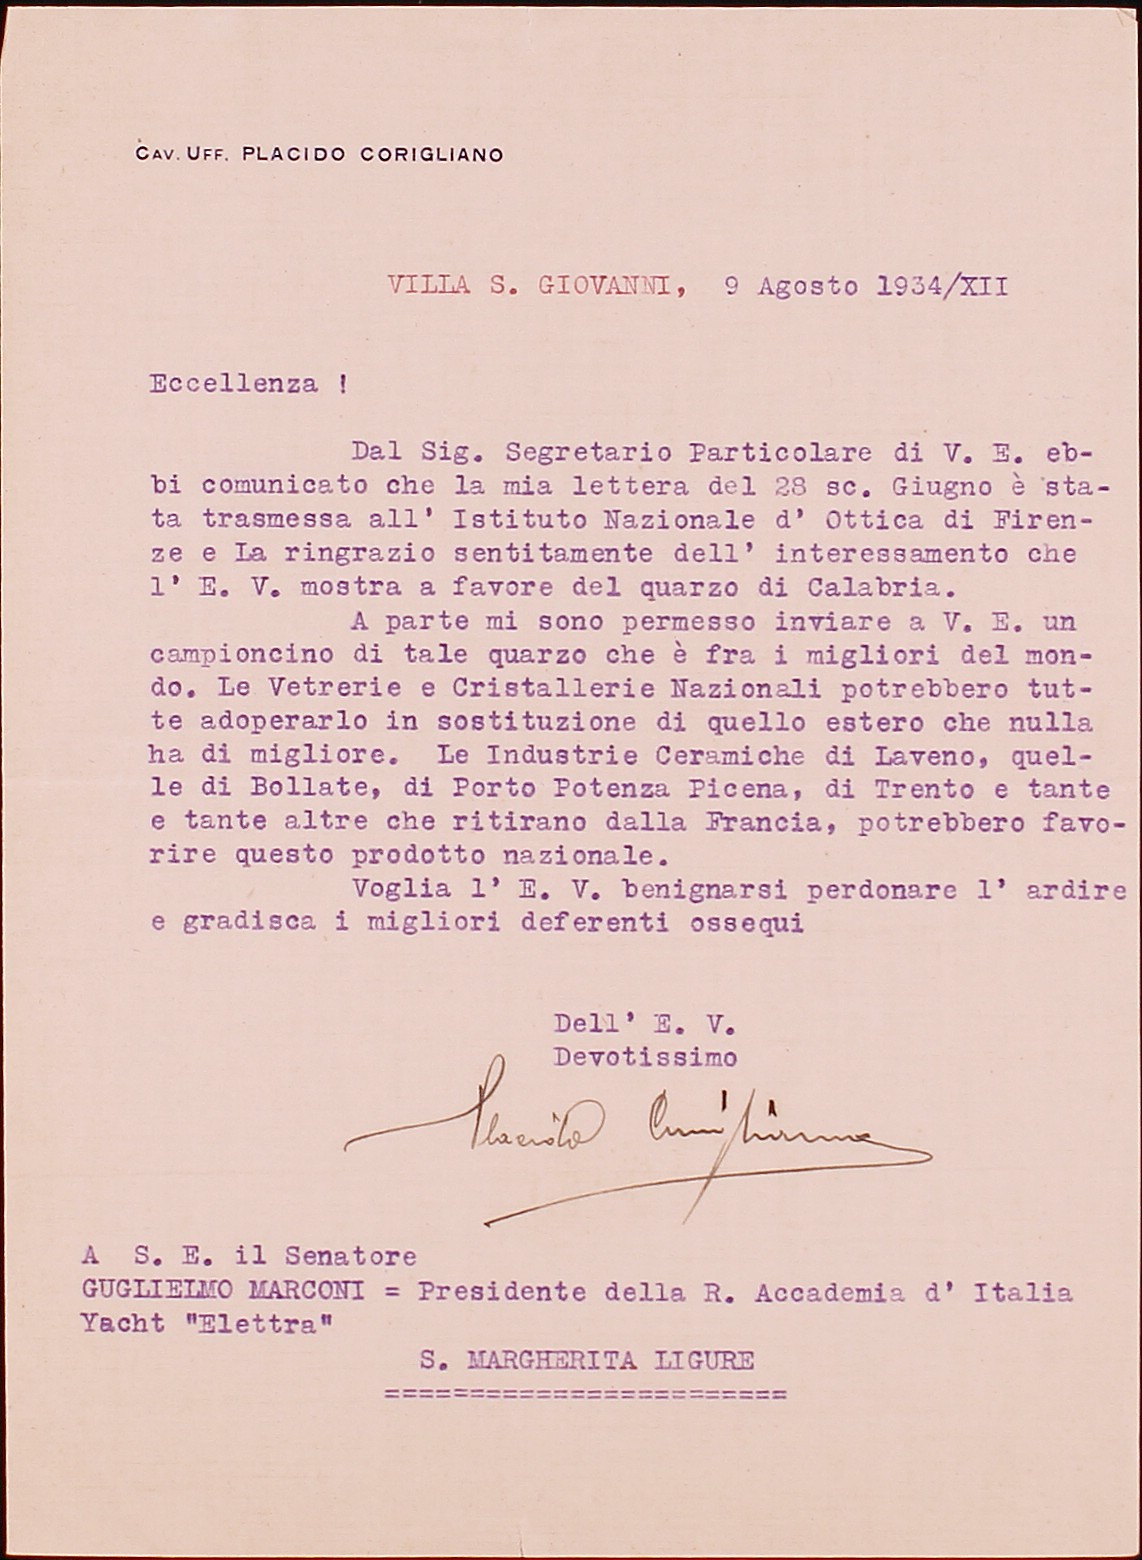 CAV. UFF. PLACIDO CORIGLIANO
VILLA S. GIOVANNI, 9 Agosto 1934/XII
Eccellenza !
Dal Sig. Segretario Particolare di V. E. eb-
bi comunicato che la mia lettera del 28 sc. Giugno è sta-
ta trasmessa all' Istituto Nazionale d' Ottica di Firen-
ze e La ringrazio sentitamente dell' interessamento che
l' E. V. mostra a favore del quarzo di Calabria.
A parte mi sono permesso inviare a V. E. un
campioncino di tale quarzo che è fra i migliori del mon-
do. Le Vetrerie e Cristallerie Nazionali potrebbero tut-
te adoperarlo in sostituzione di quello estero che nulla
ha di migliore. Le Industrie Ceramiche di Laveno, quel-
le di Bollate, di Porto Potenza Picena, di Trento e tante
e tante altre che ritirano dalla Francia, potrebbero favo-
rire questo prodotto nazionale.
Voglia l' E. V. benignarsi perdonare l' ardire
e gradisca i migliori deferenti ossequi
Dell' E. V.
Devotissimo
Placido Corigliano
A S. E. il Senatore
GUGLIELMO MARCONI = Presidente della R. Accademia d' Italia
Yacht "Elettra"
S. MARGHERITA LIGURE
========================